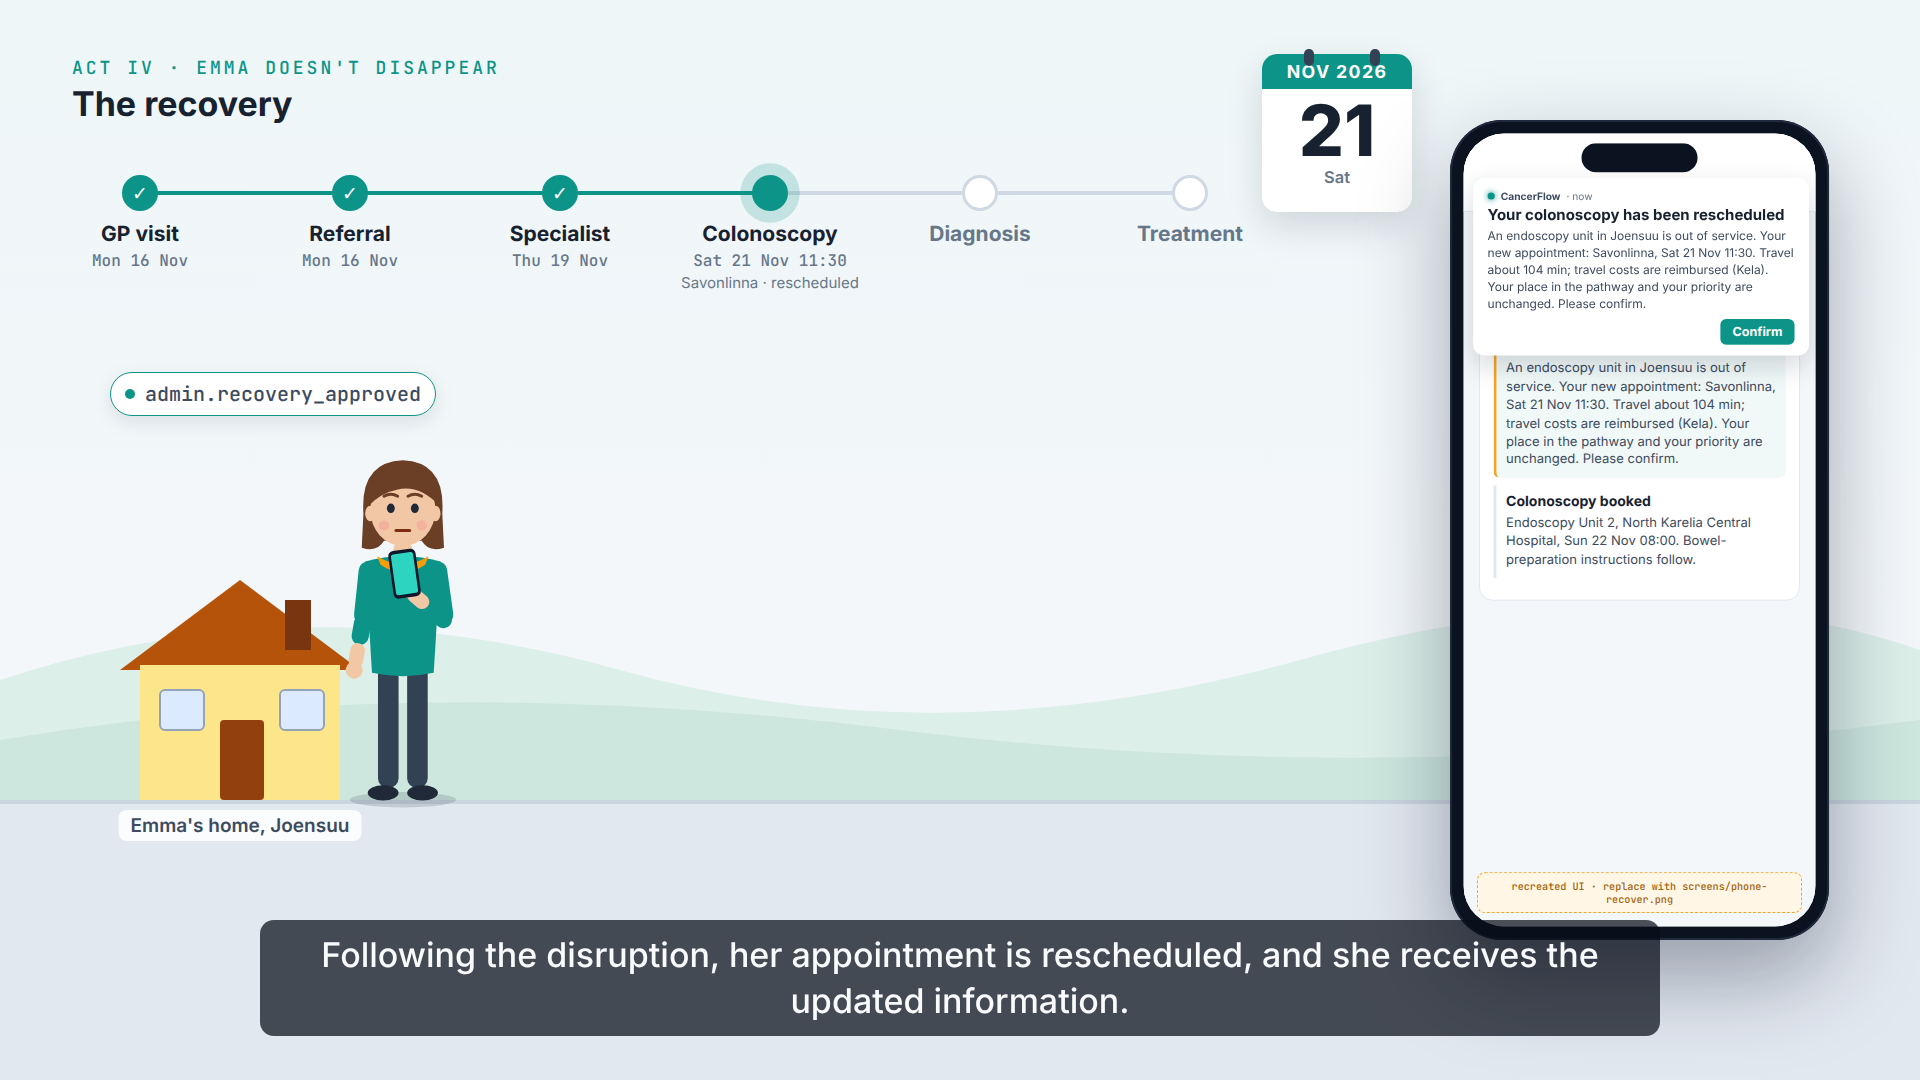 ACT IV · EMMA DOESN'T DISAPPEAR
The recovery
NOV 2026
21
Sat
✓ ✓ ✓
GP visit
Mon 16 Nov
Referral
Mon 16 Nov
Specialist
Thu 19 Nov
Colonoscopy
Sat 21 Nov 11:30
Savonlinna · rescheduled
Diagnosis
Treatment
admin.recovery_approved
Emma's home, Joensuu
CancerFlow · now
Your colonoscopy has been rescheduled
An endoscopy unit in Joensuu is out of service. Your
new appointment: Savonlinna, Sat 21 Nov 11:30. Travel
about 104 min; travel costs are reimbursed (Kela).
Your place in the pathway and your priority are
unchanged. Please confirm.
Confirm
An endoscopy unit in Joensuu is out of
service. Your new appointment: Savonlinna,
Sat 21 Nov 11:30. Travel about 104 min;
travel costs are reimbursed (Kela). Your
place in the pathway and your priority are
unchanged. Please confirm.
Colonoscopy booked
Endoscopy Unit 2, North Karelia Central
Hospital, Sun 22 Nov 08:00. Bowel-
preparation instructions follow.
recreated UI · replace with screens/phone-
recover.png
Following the disruption, her appointment is rescheduled, and she receives the
updated information.